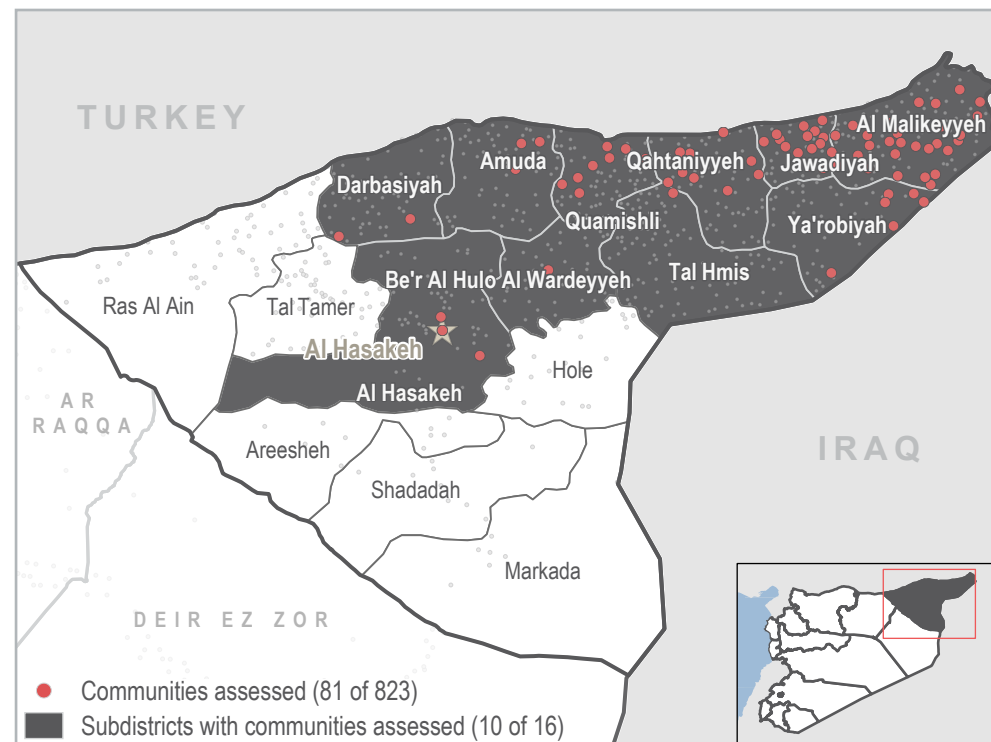 TURKEY
Al Malikeyyeh
Amuda
Qahtaniyyeh
Jawadiyah
Darbasiyah
Quamishli
Ya'robiyah
Tal Hmis
Be'r Al Hulo Al Wardeyyeh
Ras Al Ain
Tal Tamer
Al Hasakeh
Hole
Al Hasakeh
AR
RAQQA
IRAQ
Areesheh
Shadadah
Markada
DEIR EZ ZOR
Communities assessed (81 of 823)
Subdistricts with communities assessed (10 of 16)